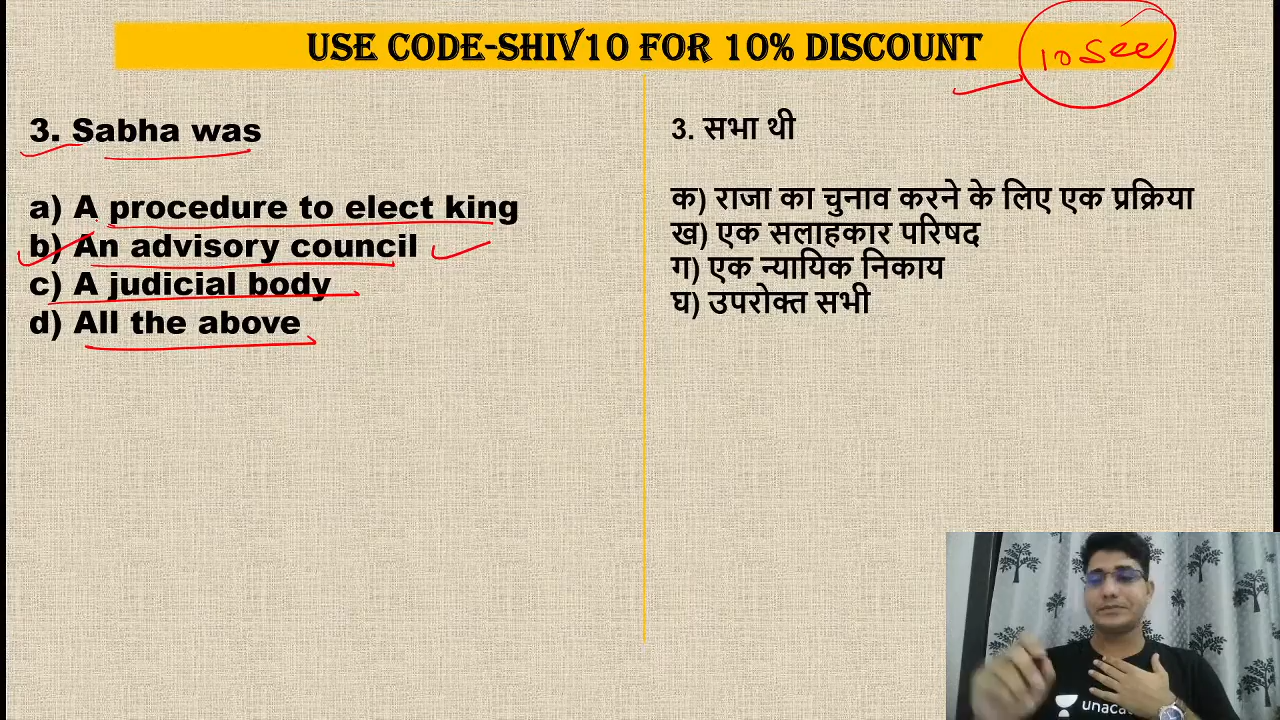 USE CODE-SHIV10 FOR 10% DISCOUNT
10 See
3. Sabha was
a) A procedure to elect king
b) An advisory council
c) A judicial body
d) All the above
3. सभा थी
क) राजा का चुनाव करने के लिए एक प्रक्रिया
ख) एक सलाहकार परिषद
ग) एक न्यायिक निकाय
घ) उपरोक्त सभी